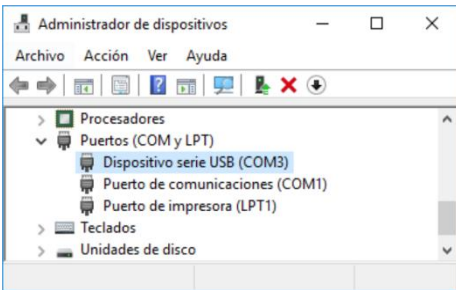 Administrador de dispositivos
Archivo Acción Ver Ayuda
Procesadores
Puertos (COM y LPT)
Dispositivo serie USB (COM3)
Puerto de comunicaciones (COM1)
Puerto de impresora (LPT1)
Teclados
Unidades de disco